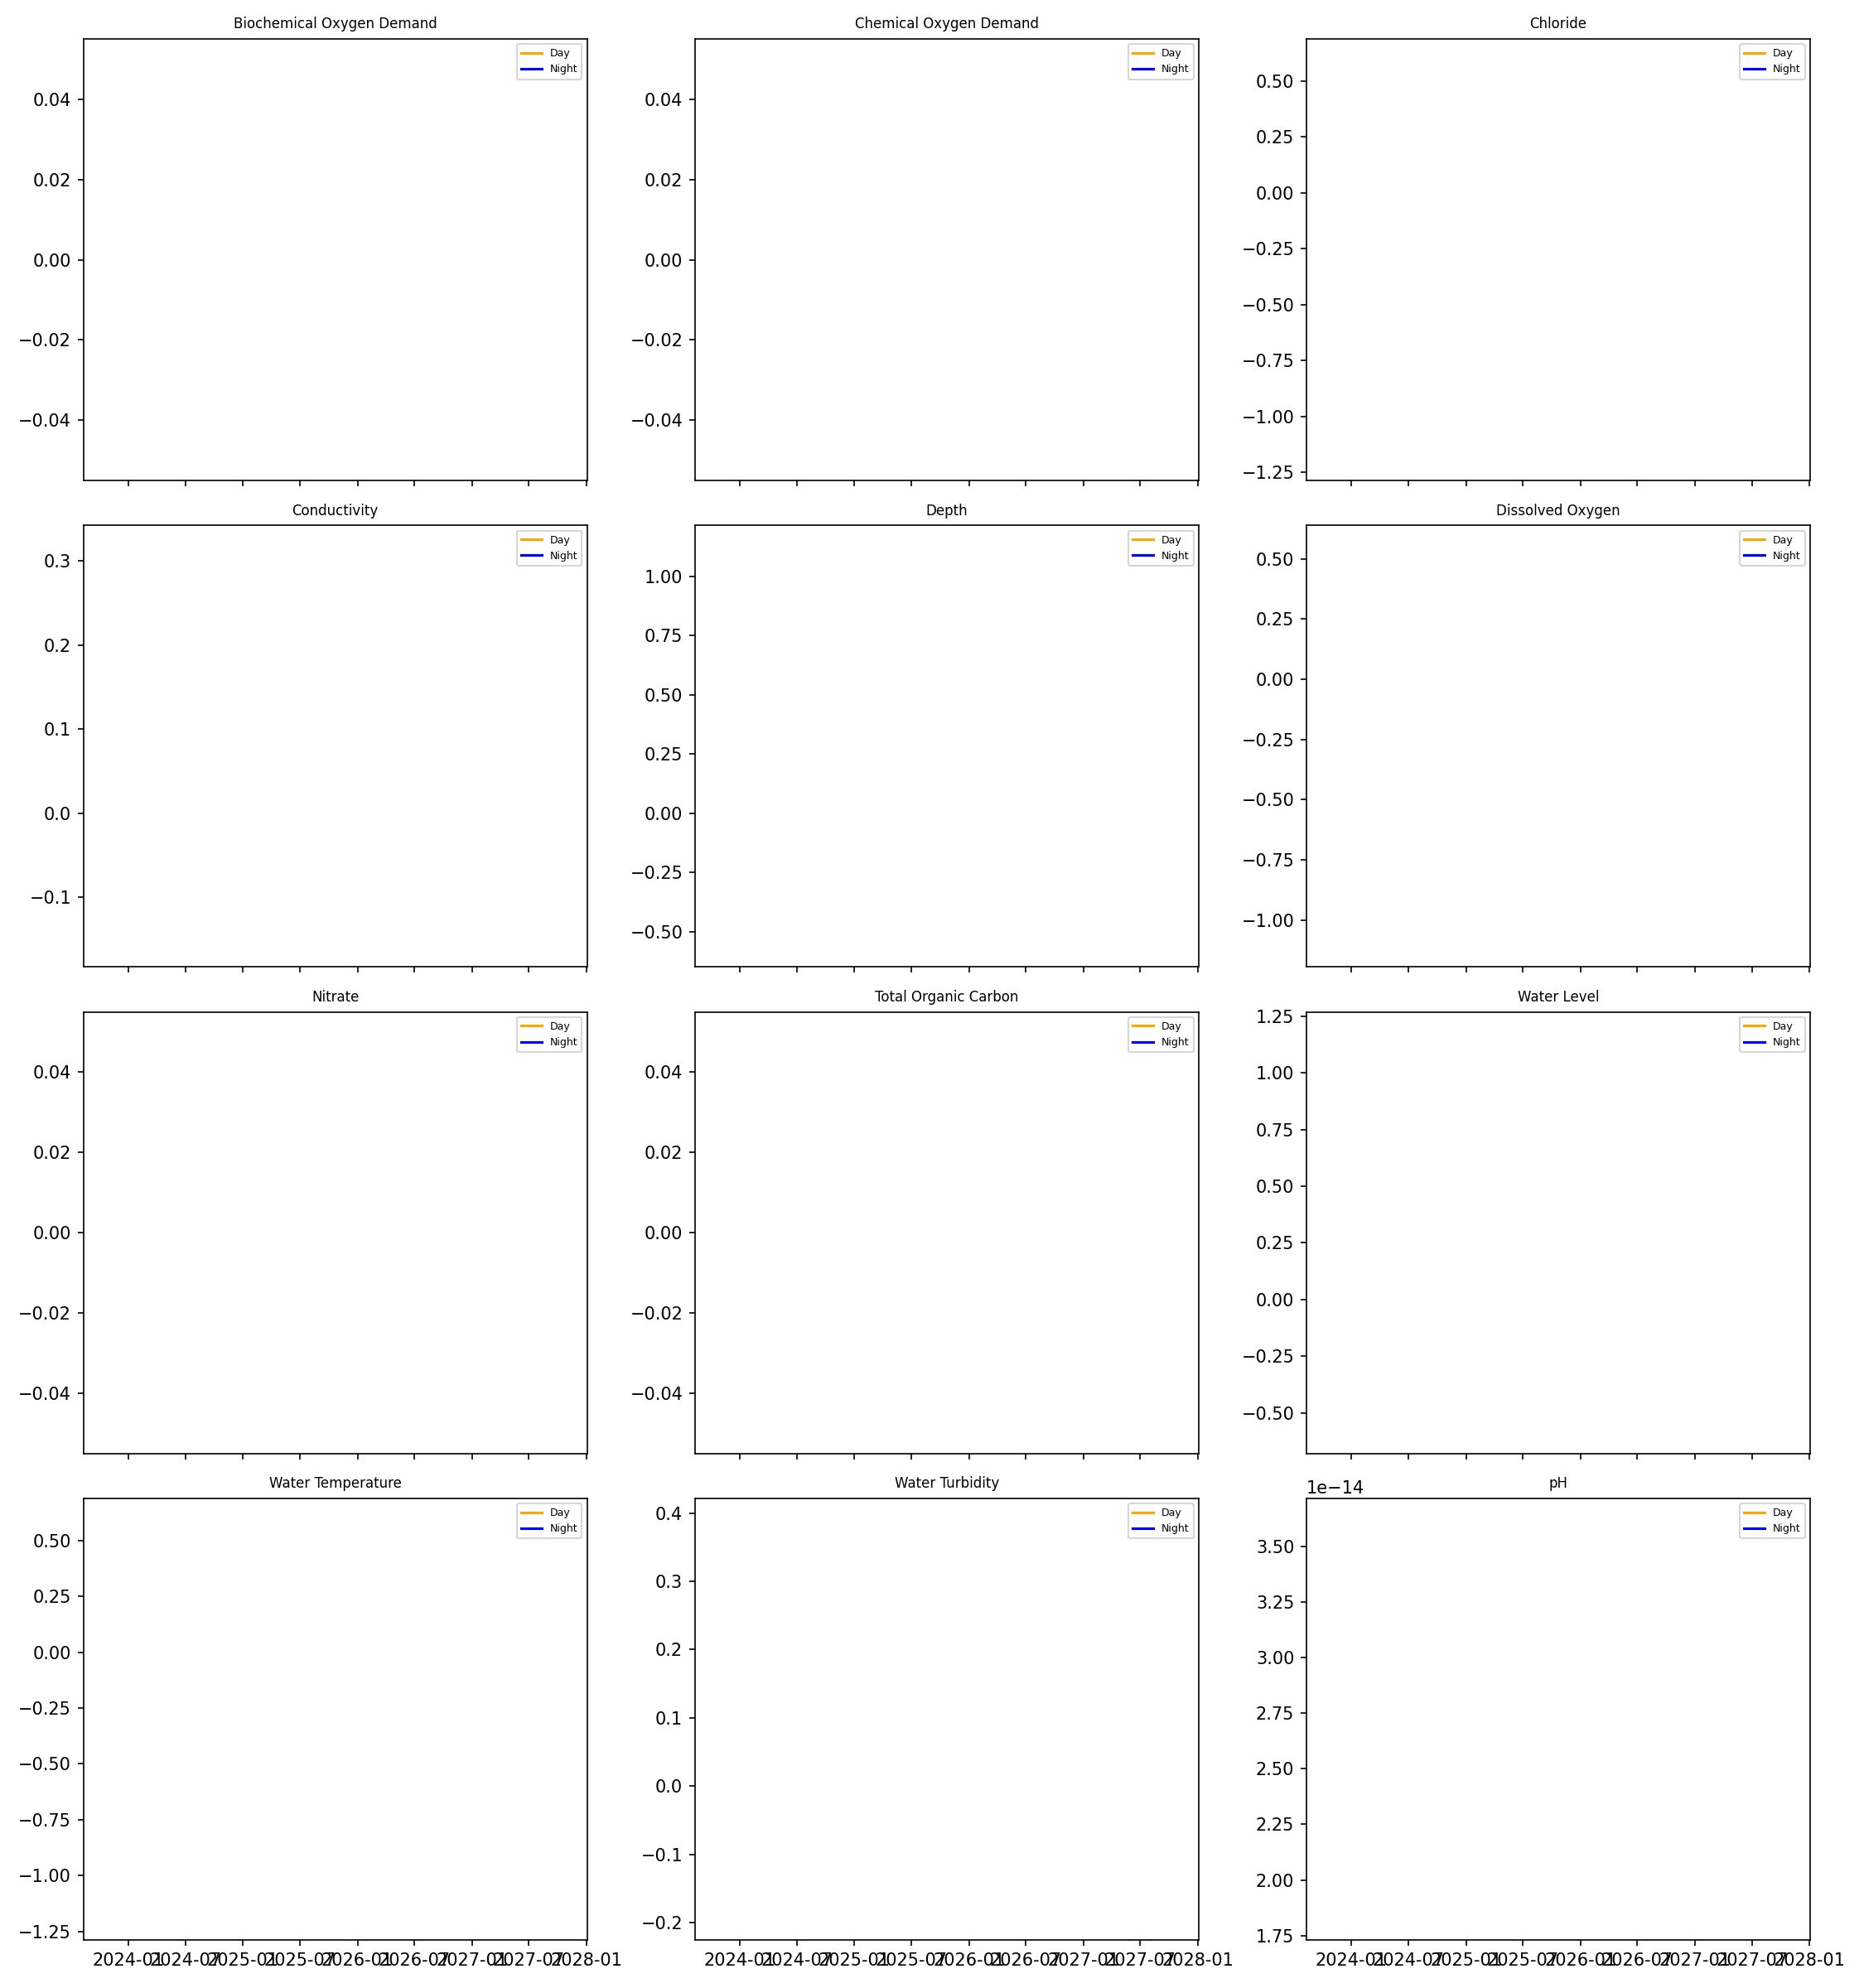 Biochemical Oxygen Demand
Day
Night
0.04
0.02
0.00
−0.02
−0.04
Chemical Oxygen Demand
Day
Night
0.04
0.02
0.00
−0.02
−0.04
Chloride
Day
Night
0.50
0.25
0.00
−0.25
−0.50
−0.75
−1.00
−1.25
Conductivity
Day
Night
0.3
0.2
0.1
0.0
−0.1
Depth
Day
Night
1.00
0.75
0.50
0.25
0.00
−0.25
−0.50
Dissolved Oxygen
Day
Night
0.50
0.25
0.00
−0.25
−0.50
−0.75
−1.00
Nitrate
Day
Night
0.04
0.02
0.00
−0.02
−0.04
Total Organic Carbon
Day
Night
0.04
0.02
0.00
−0.02
−0.04
Water Level
Day
Night
1.25
1.00
0.75
0.50
0.25
0.00
−0.25
−0.50
Water Temperature
Day
Night
0.50
0.25
0.00
−0.25
−0.50
−0.75
−1.00
−1.25
2024-01 2024-07 2025-01 2025-07 2026-01 2026-07 2027-01 2027-07 2028-01
Water Turbidity
Day
Night
0.4
0.3
0.2
0.1
0.0
−0.1
−0.2
2024-01 2024-07 2025-01 2025-07 2026-01 2026-07 2027-01 2027-07 2028-01
pH
1e−14
Day
Night
3.50
3.25
3.00
2.75
2.50
2.25
2.00
1.75
2024-01 2024-07 2025-01 2025-07 2026-01 2026-07 2027-01 2027-07 2028-01